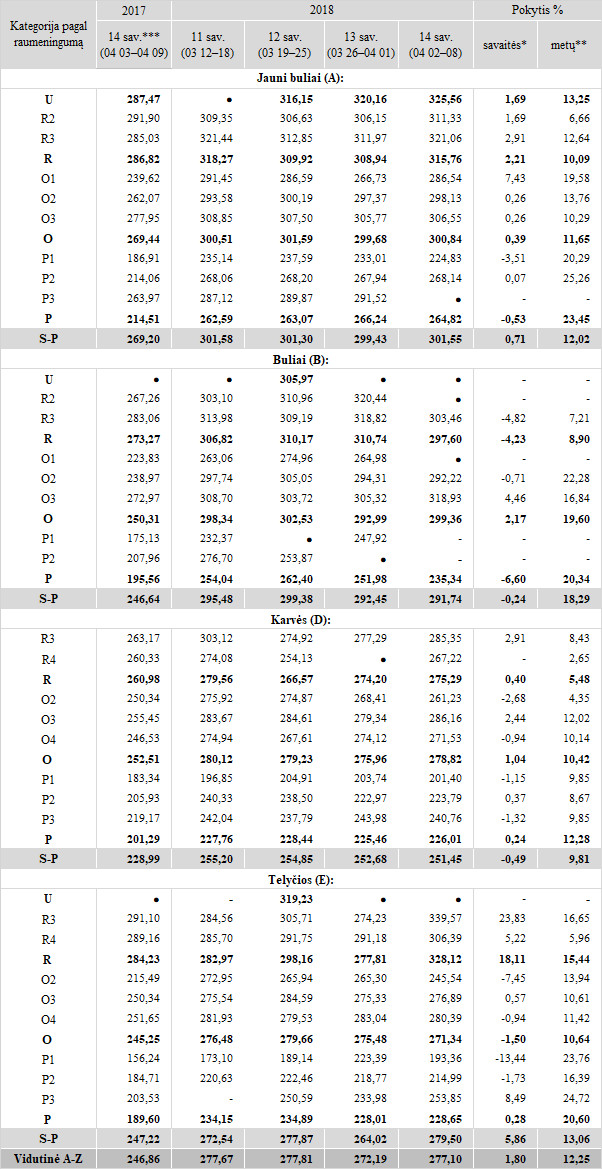 Kategorija pagal raumeningumą 2017 2018 Pokytis %
14 sav.*** (04 03–04 09) 11 sav. (03 12–18) 12 sav. (03 19–25) 13 sav. (03 26–04 01) 14 sav. (04 02–08) savaitės* metų**
Jauni buliai (A):
U 287,47 ● 316,15 320,16 325,56 1,69 13,25
R2 291,90 309,35 306,63 306,15 311,33 1,69 6,66
R3 285,03 321,44 312,85 311,97 321,06 2,91 12,64
R 286,82 318,27 309,92 308,94 315,76 2,21 10,09
O1 239,62 291,45 286,59 266,73 286,54 7,43 19,58
O2 262,07 293,58 300,19 297,37 298,13 0,26 13,76
O3 277,95 308,85 307,50 305,77 306,55 0,26 10,29
O 269,44 300,51 301,59 299,68 300,84 0,39 11,65
P1 186,91 235,14 237,59 233,01 224,83 -3,51 20,29
P2 214,06 268,06 268,20 267,94 268,14 0,07 25,26
P3 263,97 287,12 289,87 291,52 ● - -
P 214,51 262,59 263,07 266,24 264,82 -0,53 23,45
S-P 269,20 301,58 301,30 299,43 301,55 0,71 12,02
Buliai (B):
U ● ● 305,97 ● ● - -
R2 267,26 303,10 310,96 320,44 ● - -
R3 283,06 313,98 309,19 318,82 303,46 -4,82 7,21
R 273,27 306,82 310,17 310,74 297,60 -4,23 8,90
O1 223,83 263,06 274,96 264,98 ● - -
O2 238,97 297,74 305,05 294,31 292,22 -0,71 22,28
O3 272,97 308,70 303,72 305,32 318,93 4,46 16,84
O 250,31 298,34 302,53 292,99 299,36 2,17 19,60
P1 175,13 232,37 ● 247,92 - - -
P2 207,96 276,70 253,87 ● - - -
P 195,56 254,04 262,40 251,98 235,34 -6,60 20,34
S-P 246,64 295,48 299,38 292,45 291,74 -0,24 18,29
Karvės (D):
R3 263,17 303,12 274,92 277,29 285,35 2,91 8,43
R4 260,33 274,08 254,13 ● 267,22 - 2,65
R 260,98 279,56 266,57 274,20 275,29 0,40 5,48
O2 250,34 275,92 274,87 268,41 261,23 -2,68 4,35
O3 255,45 283,67 284,61 279,34 286,16 2,44 12,02
O4 246,53 274,94 267,61 274,12 271,53 -0,94 10,14
O 252,51 280,12 279,23 275,96 278,82 1,04 10,42
P1 183,34 196,85 204,91 203,74 201,40 -1,15 9,85
P2 205,93 240,33 238,50 222,97 223,79 0,37 8,67
P3 219,17 242,04 237,79 243,98 240,76 -1,32 9,85
P 201,29 227,76 228,44 225,46 226,01 0,24 12,28
S-P 228,99 255,20 254,85 252,68 251,45 -0,49 9,81
Telyčios (E):
U ● - 319,23 ● ● - -
R3 291,10 284,56 305,71 274,23 339,57 23,83 16,65
R4 289,16 285,70 291,75 291,18 306,39 5,22 5,96
R 284,23 282,97 298,16 277,81 328,12 18,11 15,44
O2 215,49 272,95 265,94 265,30 245,54 -7,45 13,94
O3 250,34 275,54 284,59 275,33 276,89 0,57 10,61
O4 251,65 281,93 279,53 283,04 280,39 -0,94 11,42
O 245,25 276,48 279,66 275,48 271,34 -1,50 10,64
P1 156,24 173,10 189,14 223,39 193,36 -13,44 23,76
P2 184,71 220,63 222,46 218,77 214,99 -1,73 16,39
P3 203,53 - 250,59 233,98 253,85 8,49 24,72
P 189,60 234,15 234,89 228,01 228,65 0,28 20,60
S-P 247,22 272,54 277,87 264,02 279,50 5,86 13,06
Vidutinė A-Z 246,86 277,67 277,81 272,19 277,10 1,80 12,25